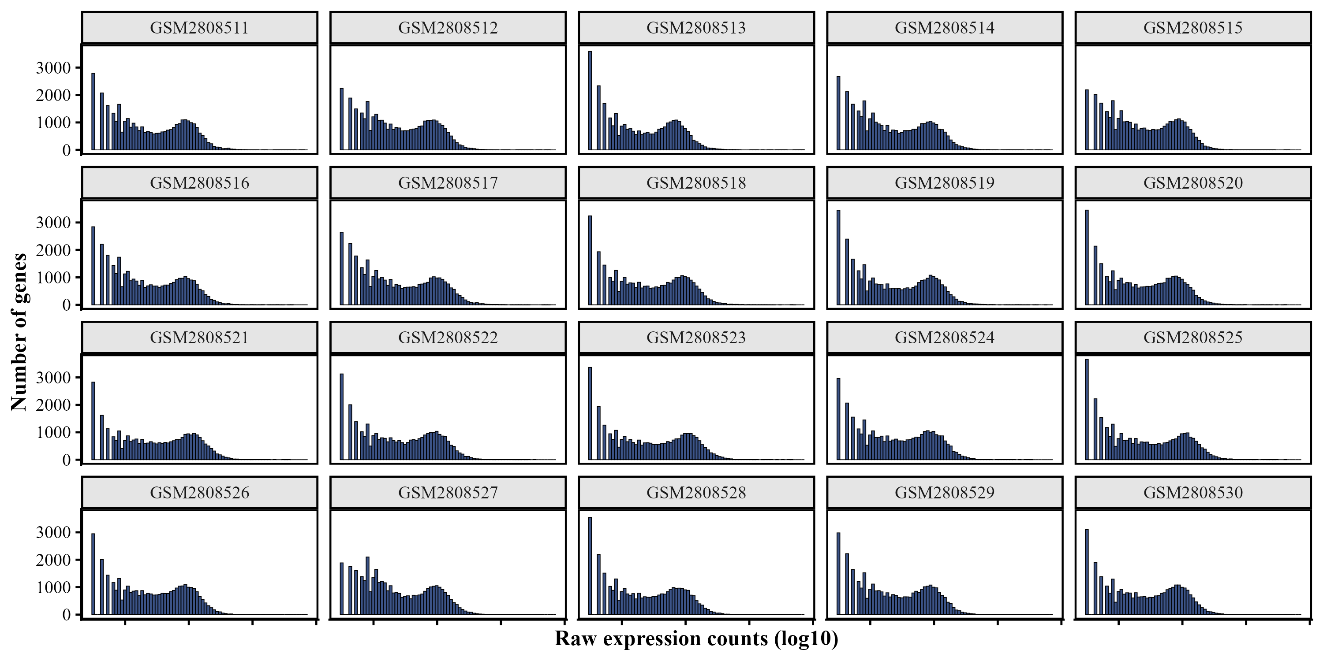 GSM2808511 GSM2808512 GSM2808513 GSM2808514 GSM2808515
3000
2000
1000
0
GSM2808516 GSM2808517 GSM2808518 GSM2808519 GSM2808520
3000
2000
1000
0
Number of genes
GSM2808521 GSM2808522 GSM2808523 GSM2808524 GSM2808525
3000
2000
1000
0
GSM2808526 GSM2808527 GSM2808528 GSM2808529 GSM2808530
3000
2000
1000
0
Raw expression counts (log10)